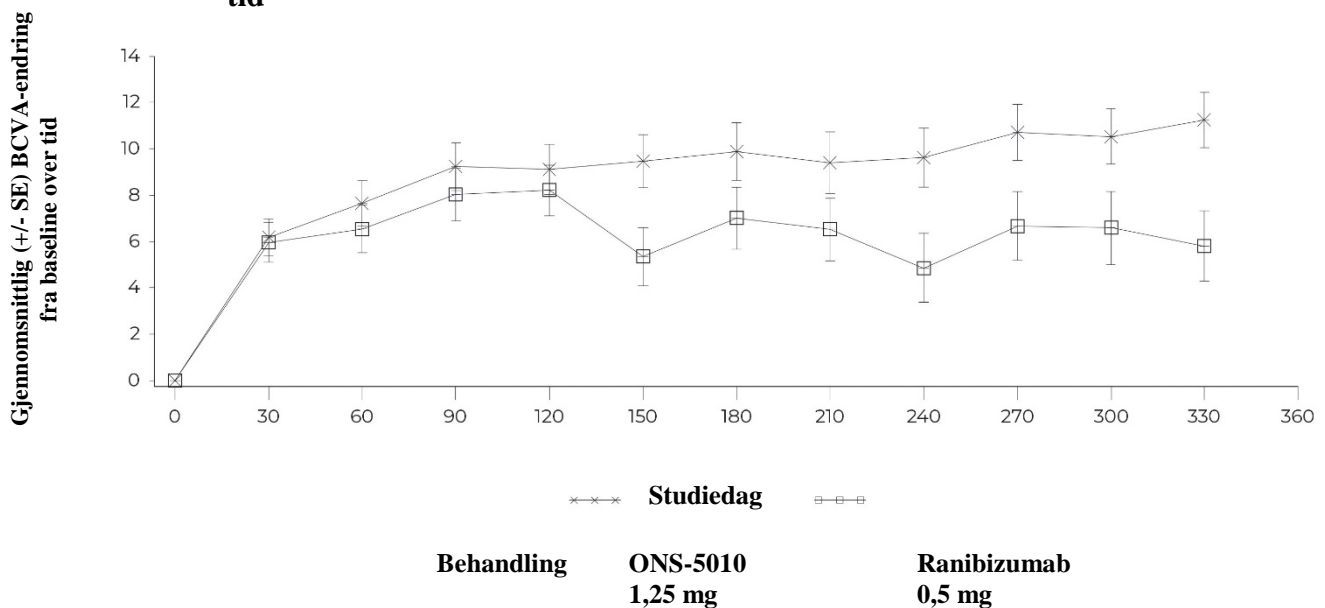 tid
Gjennomsnittlig (+/- SE) BCVA-endring
fra baseline over tid
14
12
10
8
6
4
2
0
0 30 60 90 120 150 180 210 240 270 300 330 360
Studiedag
Behandling ONS-5010 Ranibizumab
1,25 mg 0,5 mg